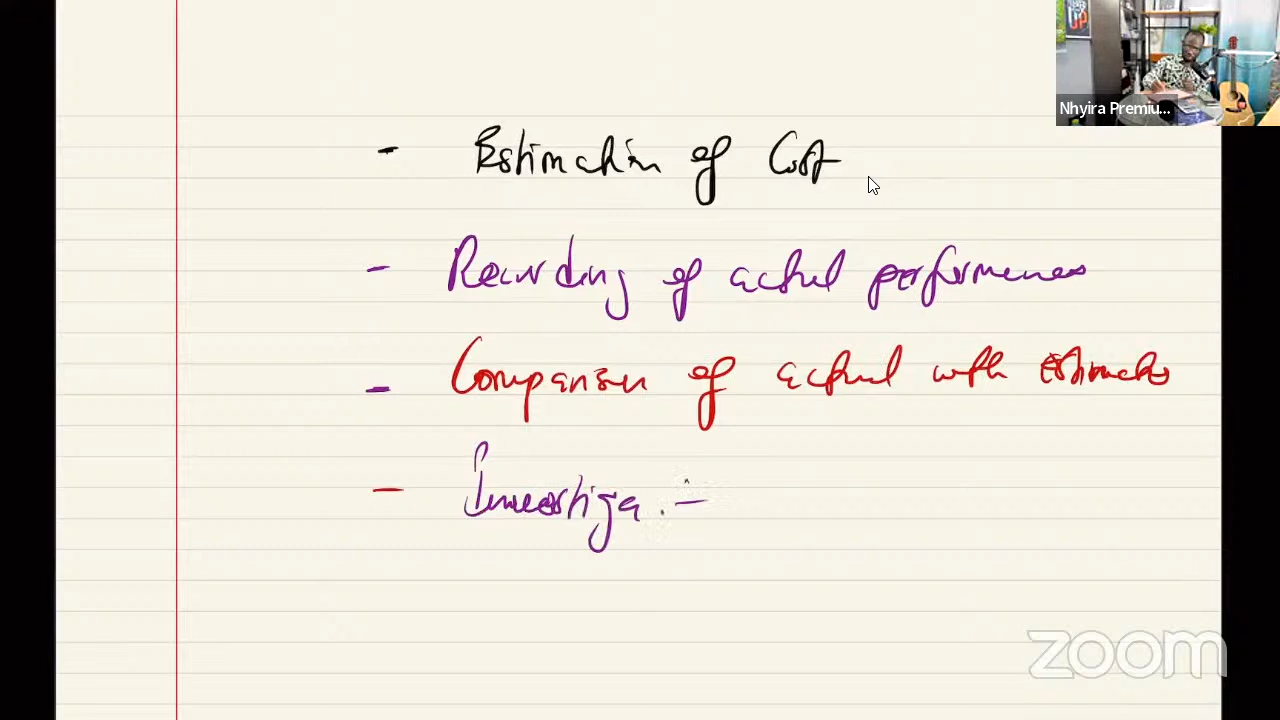 Nhyira Premiu...
- Estimation of Cost
- Recording of actual performances
- Comparison of actual with estimates
- Investiga
zoom